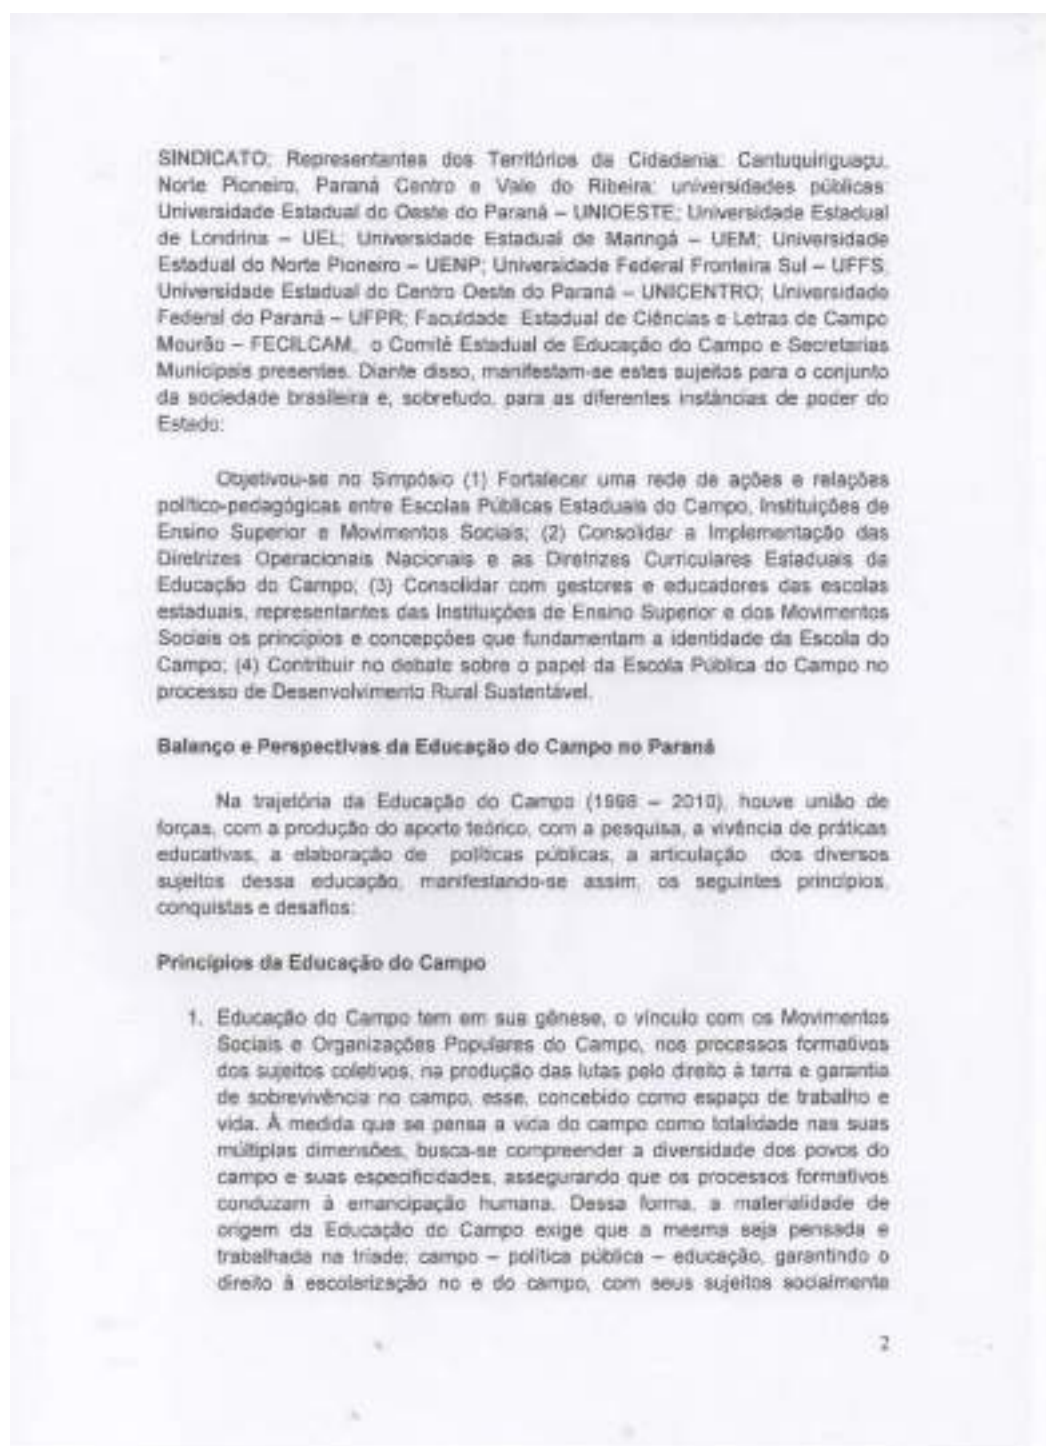 SINDICATO; Representantes dos Territórios da Cidadania: Cantuquiriguaçu,
Norte Pioneiro, Paraná Centro e Vale do Ribeira; universidades públicas:
Universidade Estadual do Oeste do Paraná – UNIOESTE; Universidade Estadual
de Londrina – UEL; Universidade Estadual de Maringá – UEM; Universidade
Estadual do Norte Pioneiro – UENP; Universidade Federal Fronteira Sul – UFFS,
Universidade Estadual do Centro Oeste do Paraná – UNICENTRO; Universidade
Federal do Paraná – UFPR; Faculdade Estadual de Ciências e Letras de Campo
Mourão – FECILCAM, o Comitê Estadual de Educação do Campo e Secretarias
Municipais presentes. Diante disso, manifestam-se estes sujeitos para o conjunto
da sociedade brasileira e, sobretudo, para as diferentes instâncias de poder do
Estado:
Objetivou-se no Simpósio (1) Fortalecer uma rede de ações e relações
político-pedagógicas entre Escolas Públicas Estaduais do Campo, Instituições de
Ensino Superior e Movimentos Sociais; (2) Consolidar a Implementação das
Diretrizes Operacionais Nacionais e as Diretrizes Curriculares Estaduais da
Educação do Campo; (3) Consolidar com gestores e educadores das escolas
estaduais, representantes das Instituições de Ensino Superior e dos Movimentos
Sociais os princípios e concepções que fundamentam a identidade da Escola do
Campo; (4) Contribuir no debate sobre o papel da Escola Pública do Campo no
processo de Desenvolvimento Rural Sustentável.
Balanço e Perspectivas da Educação do Campo no Paraná
Na trajetória da Educação do Campo (1998 – 2010), houve união de
forças, com a produção do aporte teórico, com a pesquisa, a vivência de práticas
educativas, a elaboração de políticas públicas, a articulação dos diversos
sujeitos dessa educação, manifestando-se assim, os seguintes princípios,
conquistas e desafios:
Princípios da Educação do Campo
1. Educação do Campo tem em sua gênese, o vínculo com os Movimentos
Sociais e Organizações Populares do Campo, nos processos formativos
dos sujeitos coletivos, na produção das lutas pelo direito à terra e garantia
de sobrevivência no campo, esse, concebido como espaço de trabalho e
vida. À medida que se pensa a vida do campo como totalidade nas suas
múltiplas dimensões, busca-se compreender a diversidade dos povos do
campo e suas especificidades, assegurando que os processos formativos
conduzam à emancipação humana. Dessa forma, a materialidade de
origem da Educação do Campo exige que a mesma seja pensada e
trabalhada na tríade: campo – política pública – educação, garantindo o
direito à escolarização no e do campo, com seus sujeitos socialmente
2